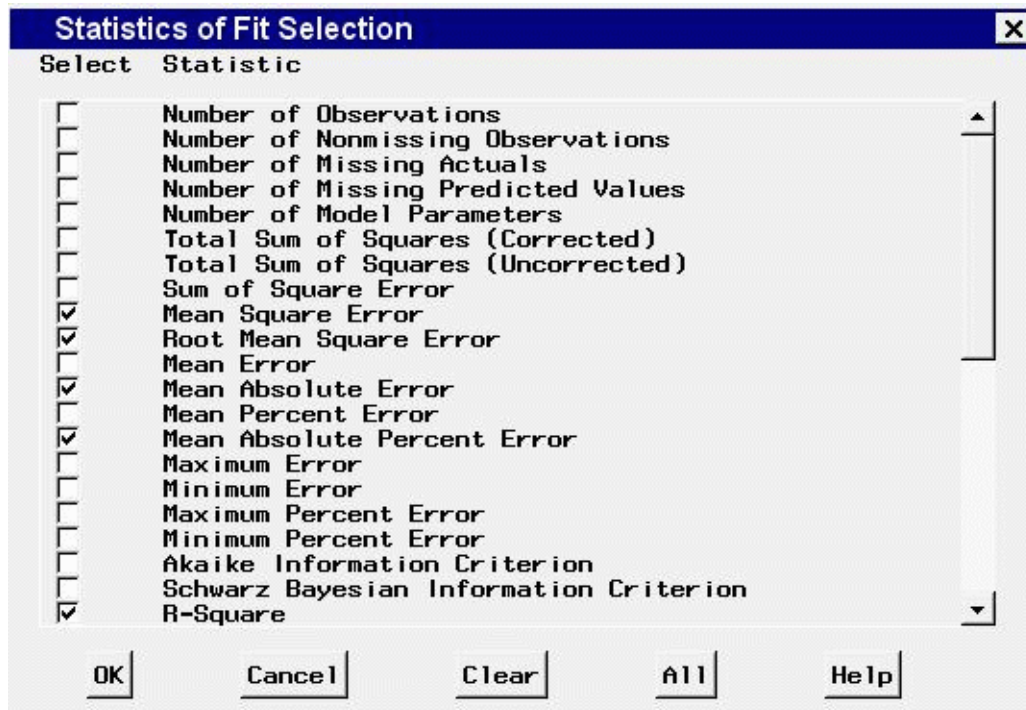 Statistics of Fit Selection
Select Statistic
Number of Observations
Number of Nonmissing Observations
Number of Missing Actuals
Number of Missing Predicted Values
Number of Model Parameters
Total Sum of Squares (Corrected)
Total Sum of Squares (Uncorrected)
Sum of Square Error
Mean Square Error
Root Mean Square Error
Mean Error
Mean Absolute Error
Mean Percent Error
Mean Absolute Percent Error
Maximum Error
Minimum Error
Maximum Percent Error
Minimum Percent Error
Akaike Information Criterion
Schwarz Bayesian Information Criterion
R-Square
OK Cancel Clear All Help